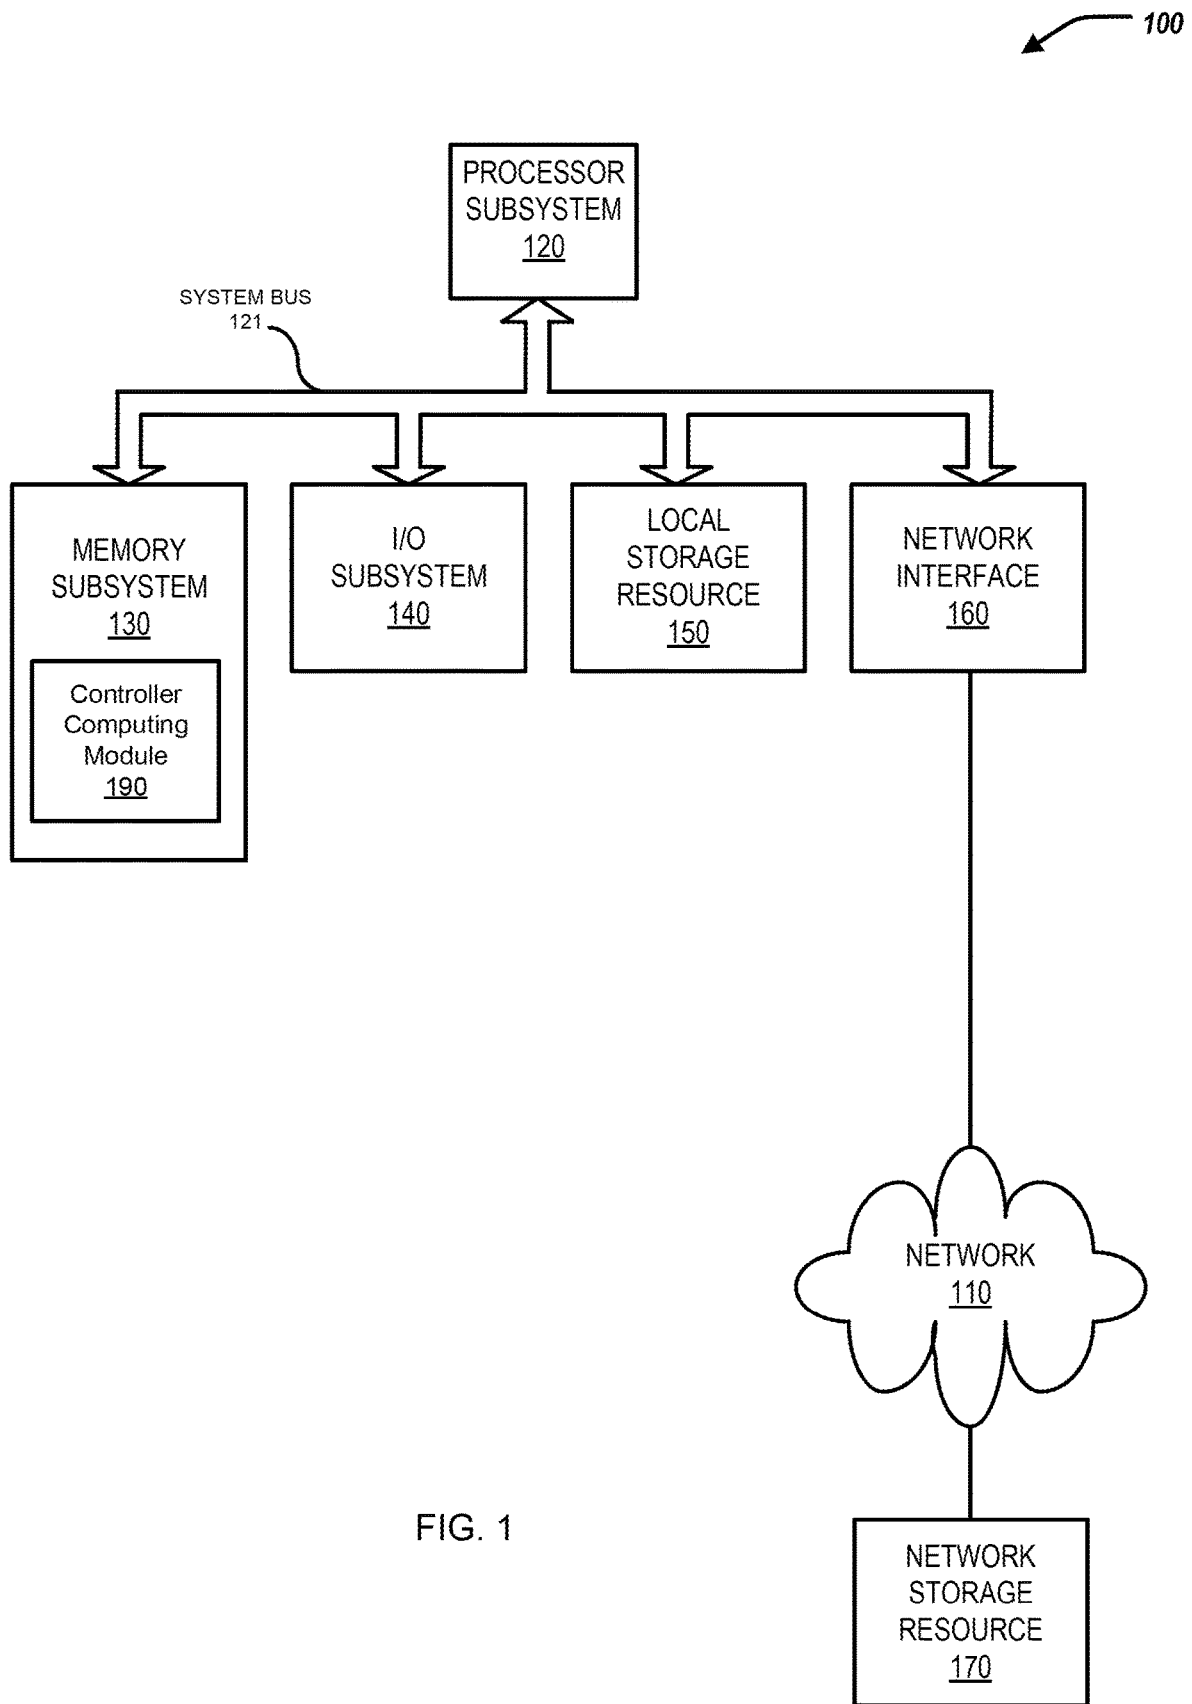 100
PROCESSOR
SUBSYSTEM
120
SYSTEM BUS
121
MEMORY
SUBSYSTEM
130
Controller
Computing
Module
190
I/O
SUBSYSTEM
140
LOCAL
STORAGE
RESOURCE
150
NETWORK
INTERFACE
160
NETWORK
110
FIG. 1
NETWORK
STORAGE
RESOURCE
170